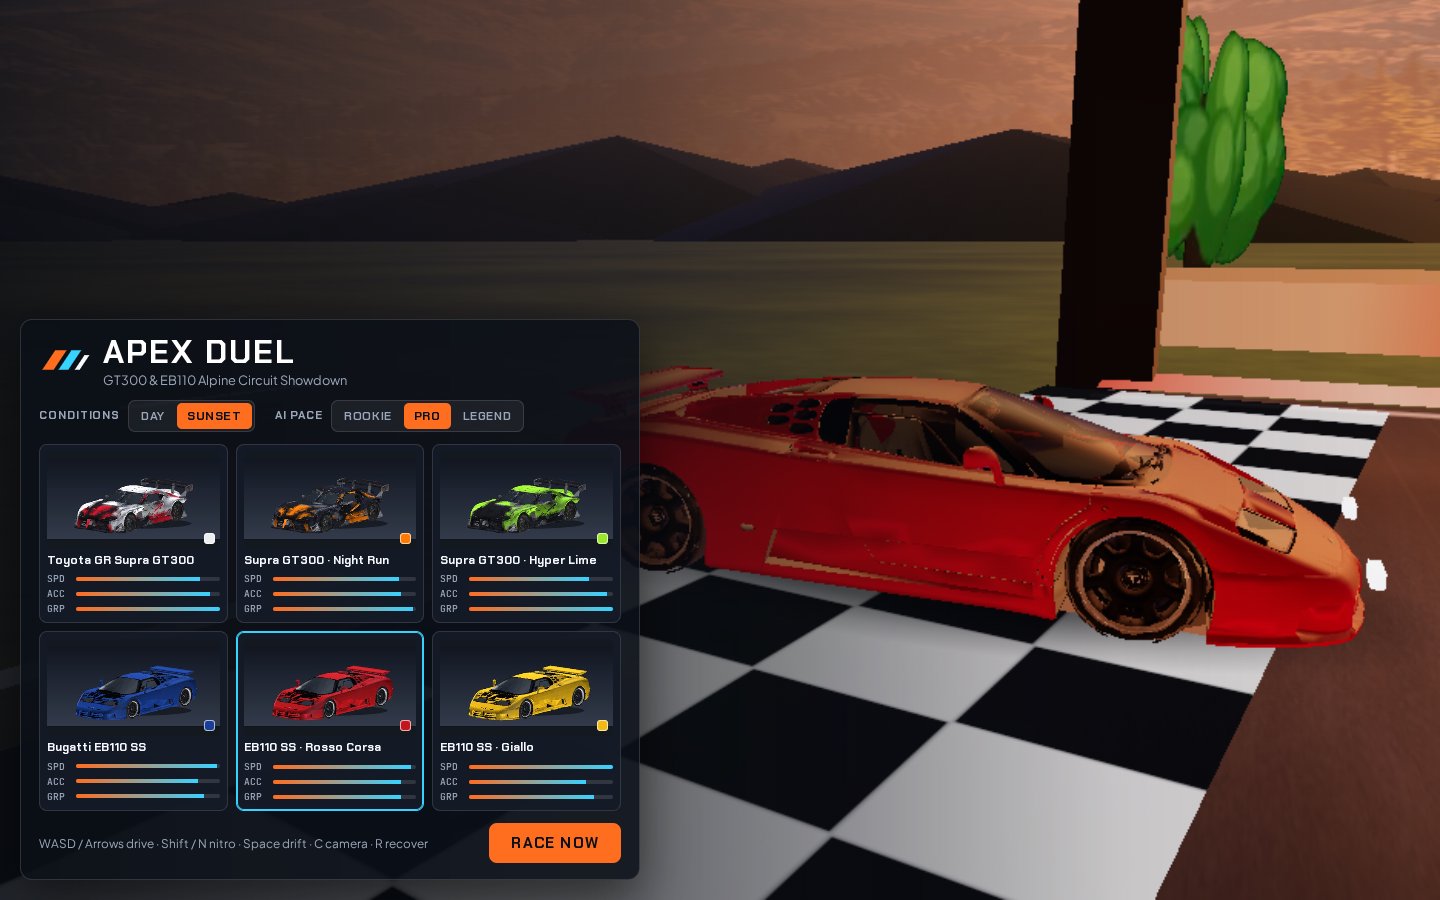 APEX DUEL
GT300 & EB110 Alpine Circuit Showdown
CONDITIONS DAY SUNSET AI PACE ROOKIE PRO LEGEND
Toyota GR Supra GT300
SPD
ACC
GRP
Supra GT300 · Night Run
SPD
ACC
GRP
Supra GT300 · Hyper Lime
SPD
ACC
GRP
Bugatti EB110 SS
SPD
ACC
GRP
EB110 SS · Rosso Corsa
SPD
ACC
GRP
EB110 SS · Giallo
SPD
ACC
GRP
WASD / Arrows drive · Shift / N nitro · Space drift · C camera · R recover
RACE NOW